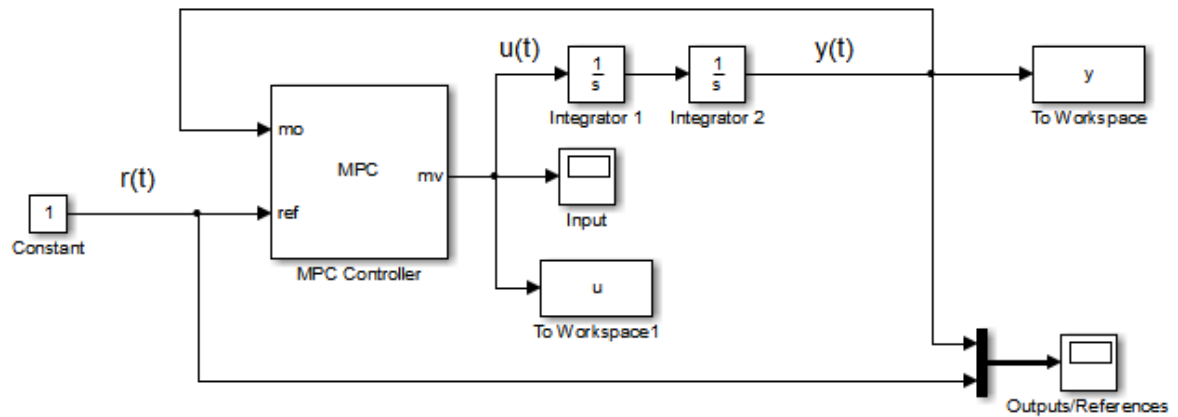 u(t)
1
s
Integrator 1
1
s
Integrator 2
y(t)
y
To Workspace
mo
MPC
mv
ref
MPC Controller
r(t)
1
Constant
Input
u
To Workspace1
Outputs/References